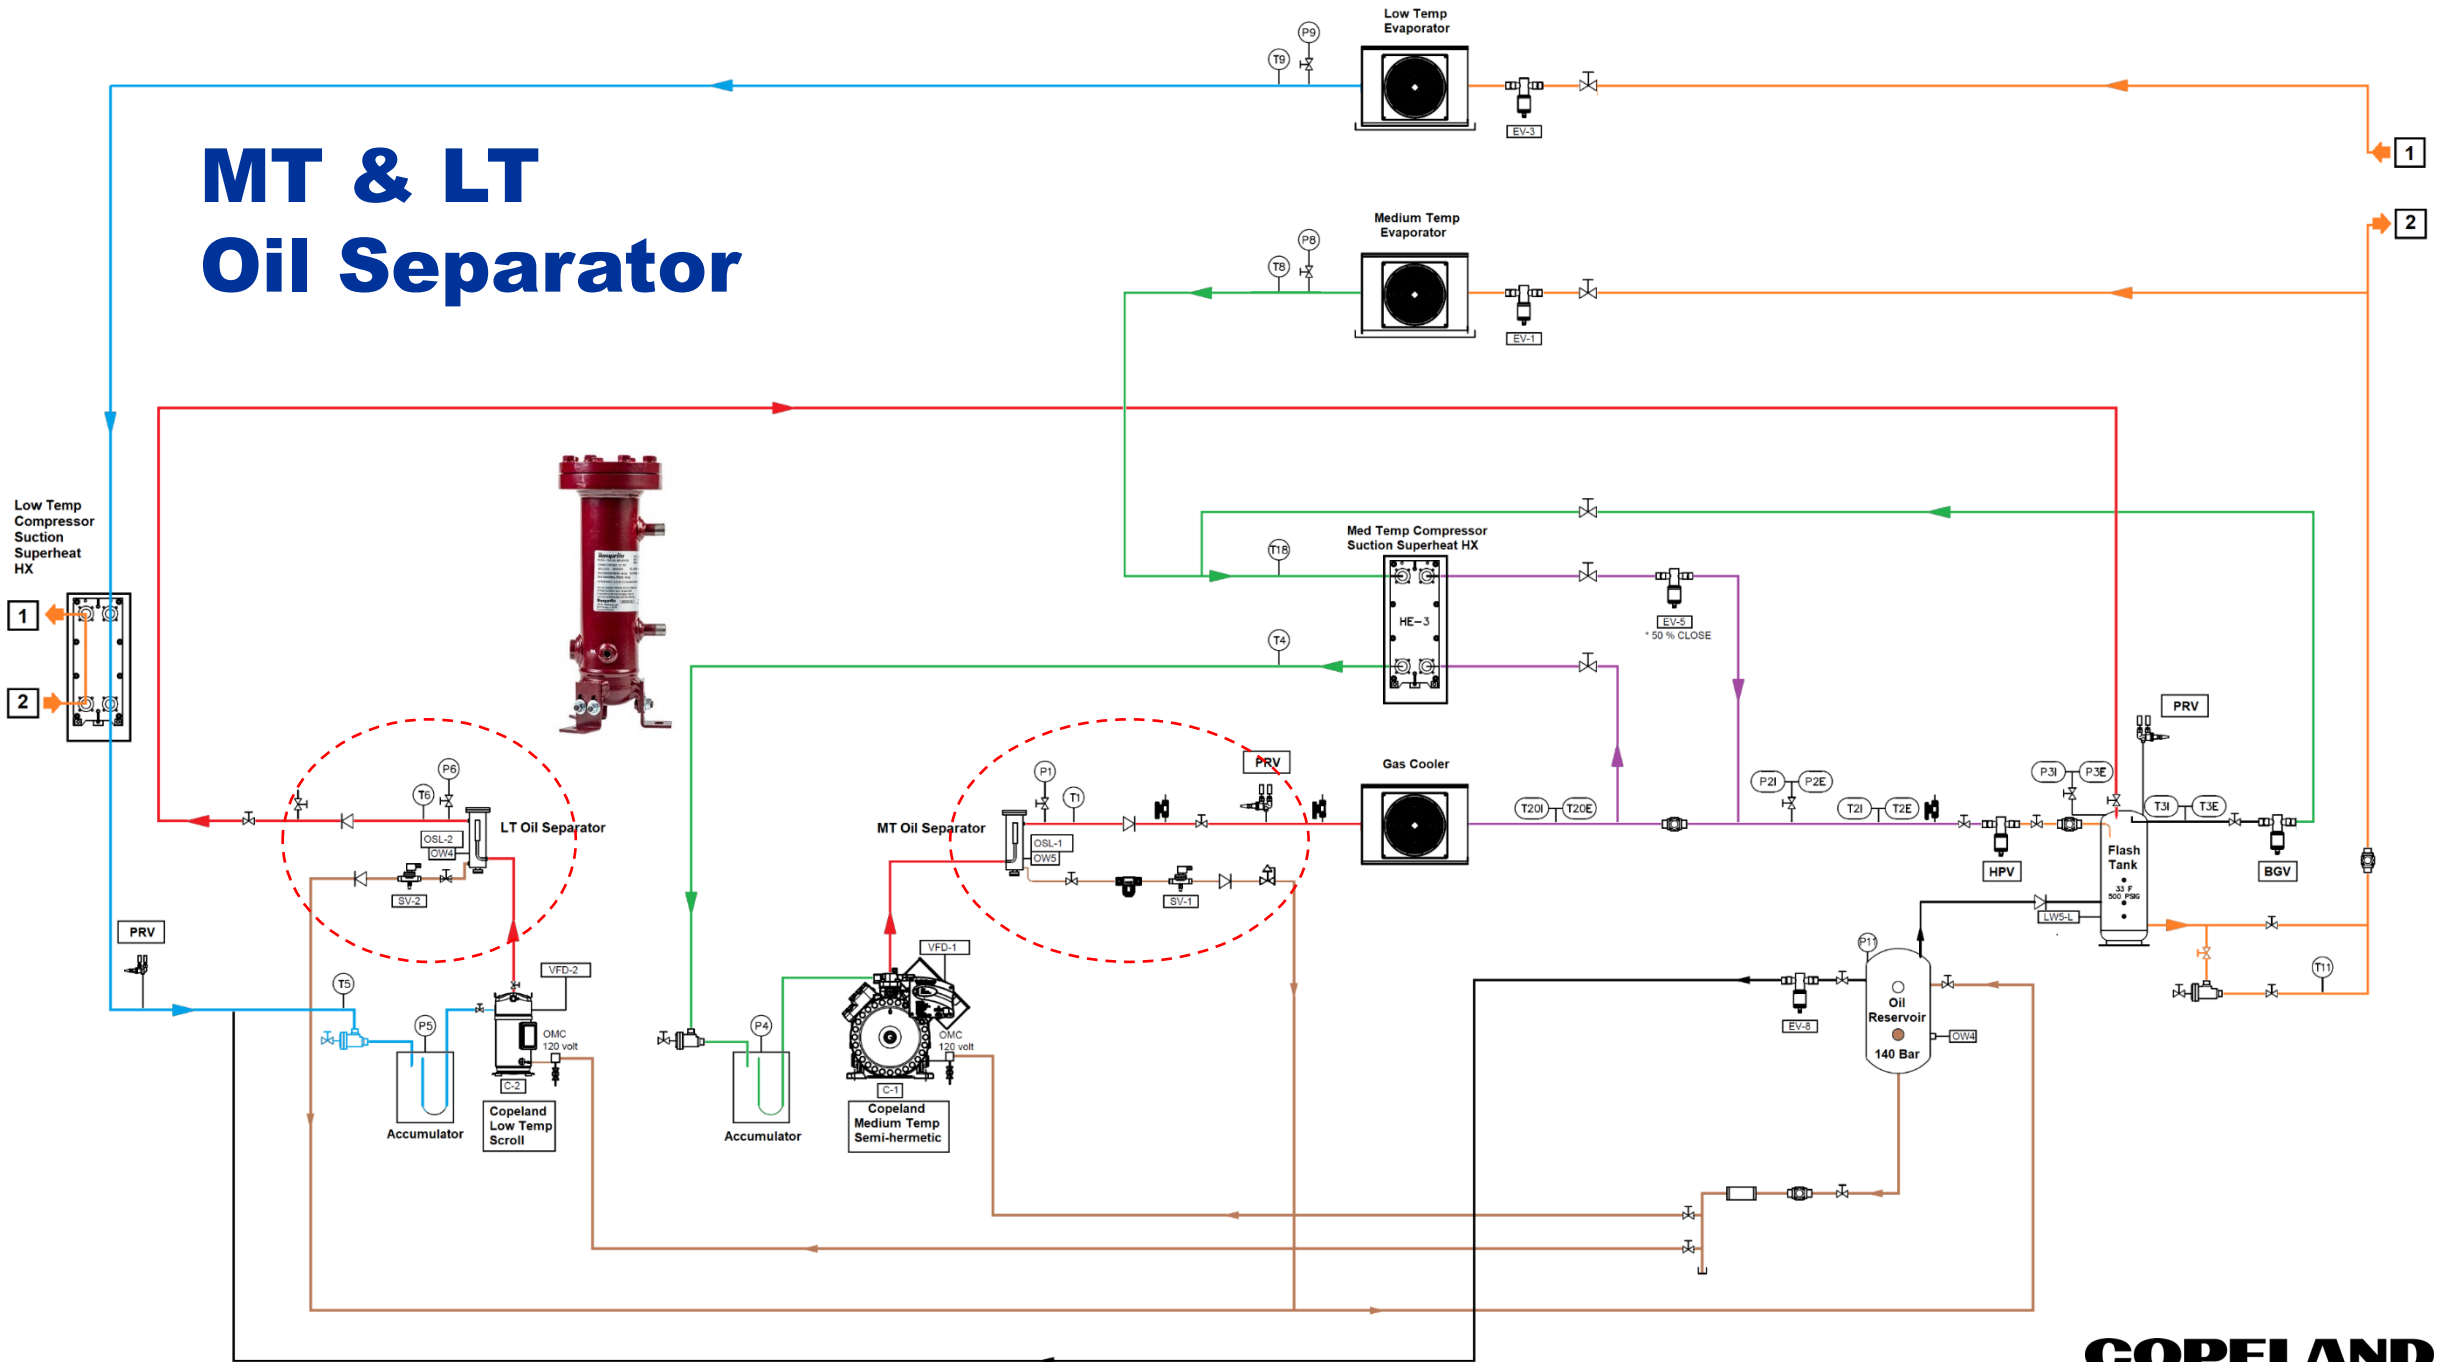 Low Temp
Evaporator
P9
T9
EV-3
1
MT & LT
Oil Separator
2
Medium Temp
Evaporator
P8
T8
EV-1
Low Temp
Compressor
Suction
Superheat
HX
1
2
Med Temp Compressor
Suction Superheat HX
T18
HE-3
EV-5
* 50 % CLOSE
T4
PRV
P6
T6
LT Oil Separator
OSL-2
OW4
SV-2
P1
T1
PRV
MT Oil Separator
OSL-1
OW5
SV-1
Gas Cooler
T20I
T20E
P2I
P2E
T2I
T2E
P3I
P3E
T3I
T3E
HPV
BGV
Flash
Tank
33 F
500 PSIG
LW5-L
PRV
T5
P5
VFD-2
OMC
120 volt
C-2
Copeland
Low Temp
Scroll
Accumulator
P4
Accumulator
VFD-1
OMC
120 volt
C-1
Copeland
Medium Temp
Semi-hermetic
P11
EV-8
Oil
Reservoir
140 Bar
OW4
T11
COPELAND